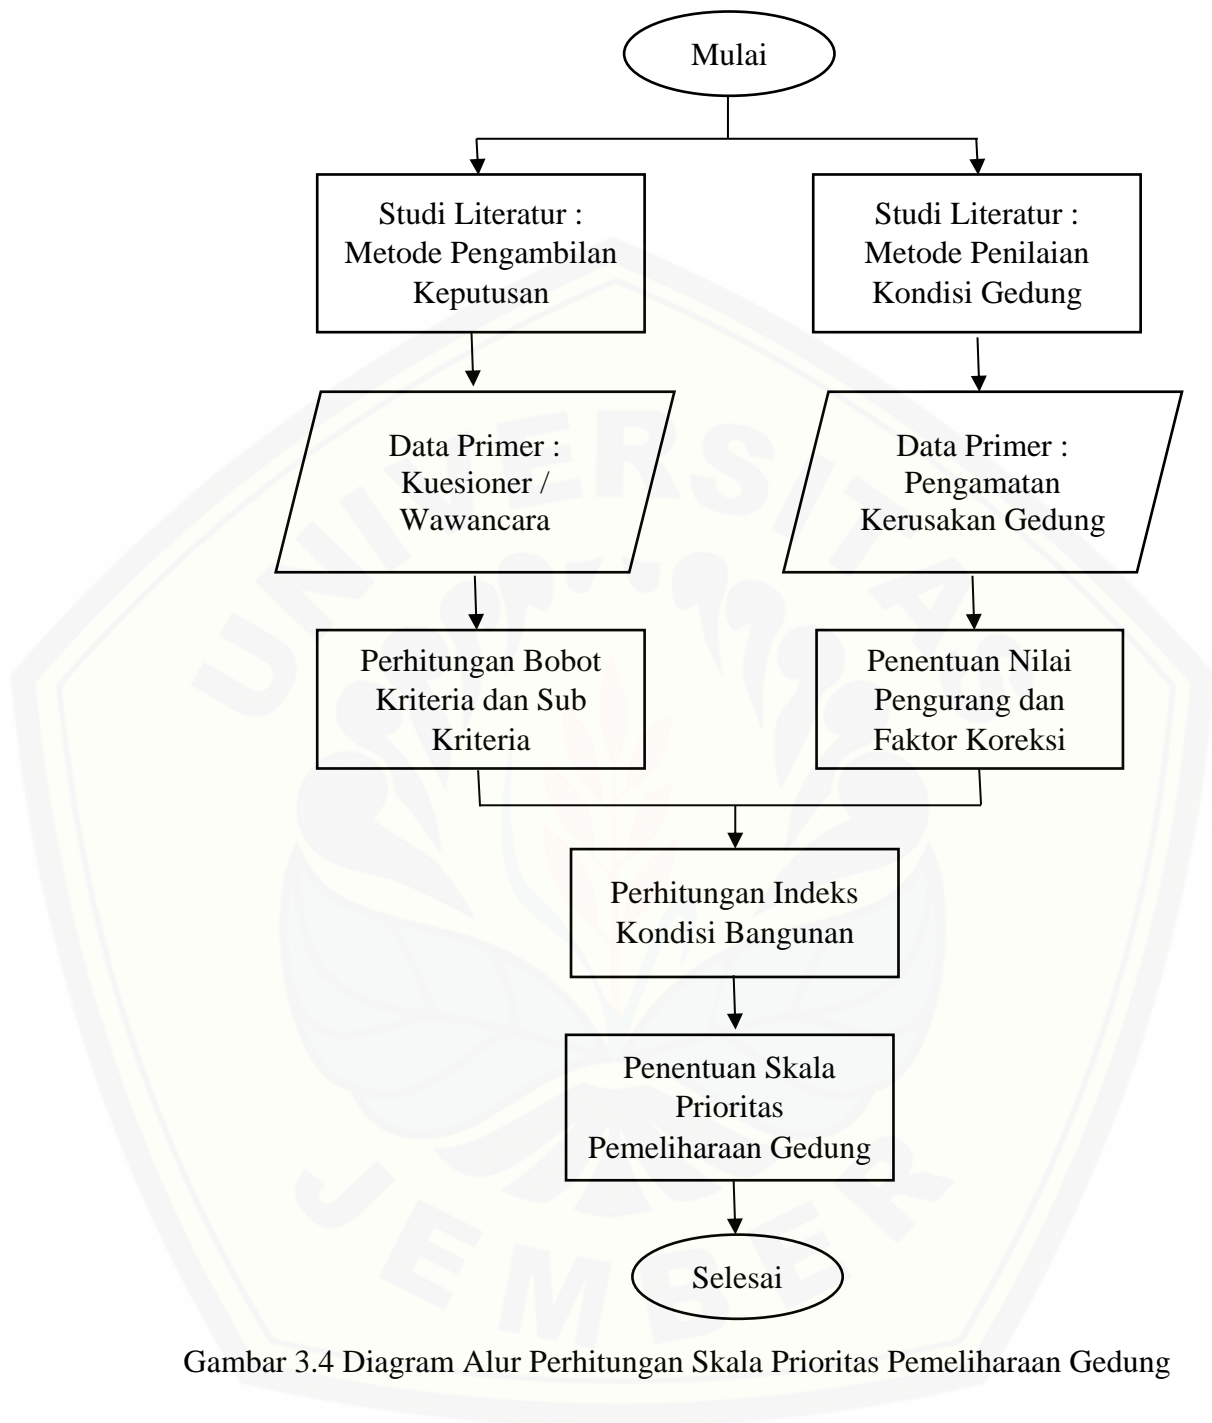 Mulai
Studi Literatur :
Metode Pengambilan
Keputusan
Studi Literatur :
Metode Penilaian
Kondisi Gedung
Data Primer :
Kuesioner /
Wawancara
Data Primer :
Pengamatan
Kerusakan Gedung
Perhitungan Bobot
Kriteria dan Sub
Kriteria
Penentuan Nilai
Pengurang dan
Faktor Koreksi
Perhitungan Indeks
Kondisi Bangunan
Penentuan Skala
Prioritas
Pemeliharaan Gedung
Selesai
Gambar 3.4 Diagram Alur Perhitungan Skala Prioritas Pemeliharaan Gedung
UNIVERSITAS
JEMBER